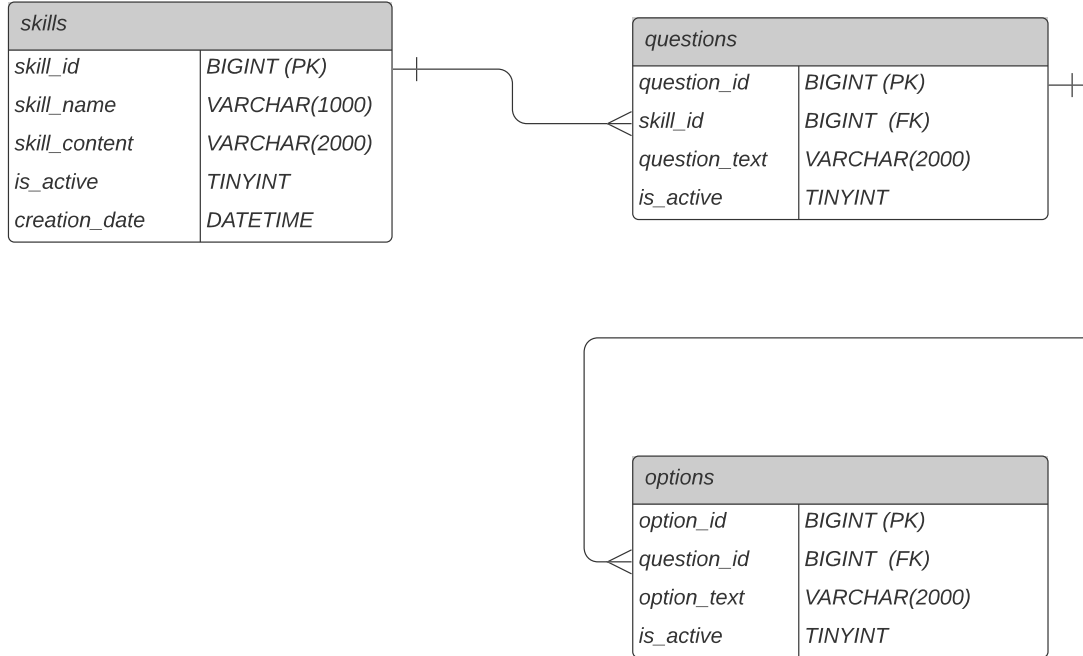 skills
skill_id BIGINT (PK)
skill_name VARCHAR(1000)
skill_content VARCHAR(2000)
is_active TINYINT
creation_date DATETIME
questions
question_id BIGINT (PK)
skill_id BIGINT (FK)
question_text VARCHAR(2000)
is_active TINYINT
options
option_id BIGINT (PK)
question_id BIGINT (FK)
option_text VARCHAR(2000)
is_active TINYINT